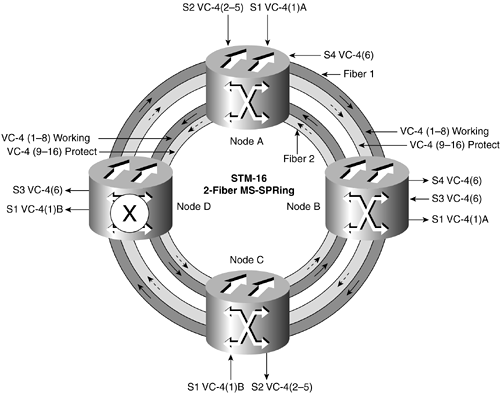 S2 VC-4(2–5)
S1 VC-4(1)A
S4 VC-4(6)
Fiber 1
Node A
VC-4 (1–8) Working
VC-4 (9–16) Protect
VC-4 (1–8) Working
VC-4 (9–16) Protect
Fiber 2
STM-16
2-Fiber MS-SPRing
S3 VC-4(6)
S1 VC-4(1)B
X
Node D
Node B
S4 VC-4(6)
S3 VC-4(6)
S1 VC-4(1)A
Node C
S1 VC-4(1)B
S2 VC-4(2–5)